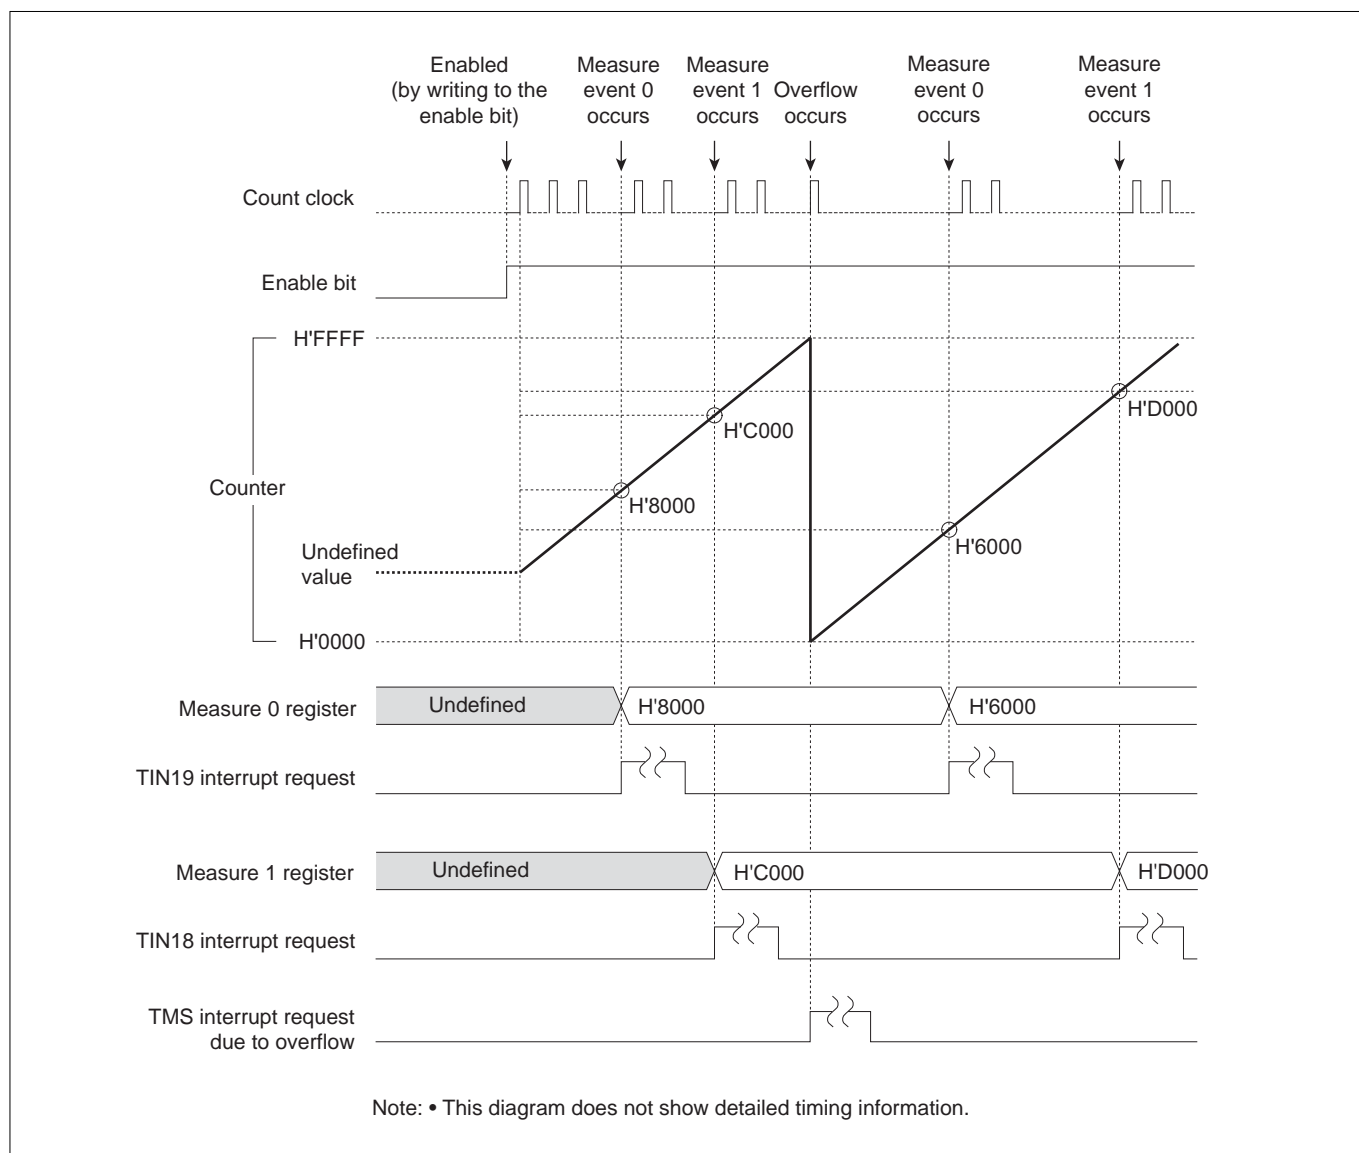 Enabled
(by writing to the
enable bit)
Measure
event 0
occurs
Measure
event 1
occurs
Overflow
occurs
Measure
event 0
occurs
Measure
event 1
occurs
Count clock
Enable bit
H'FFFF
H'D000
H'C000
Counter
H'8000
H'6000
Undefined
value
H'0000
Measure 0 register
Undefined
H'8000
H'6000
TIN19 interrupt request
Measure 1 register
Undefined
H'C000
H'D000
TIN18 interrupt request
TMS interrupt request
due to overflow
Note: • This diagram does not show detailed timing information.